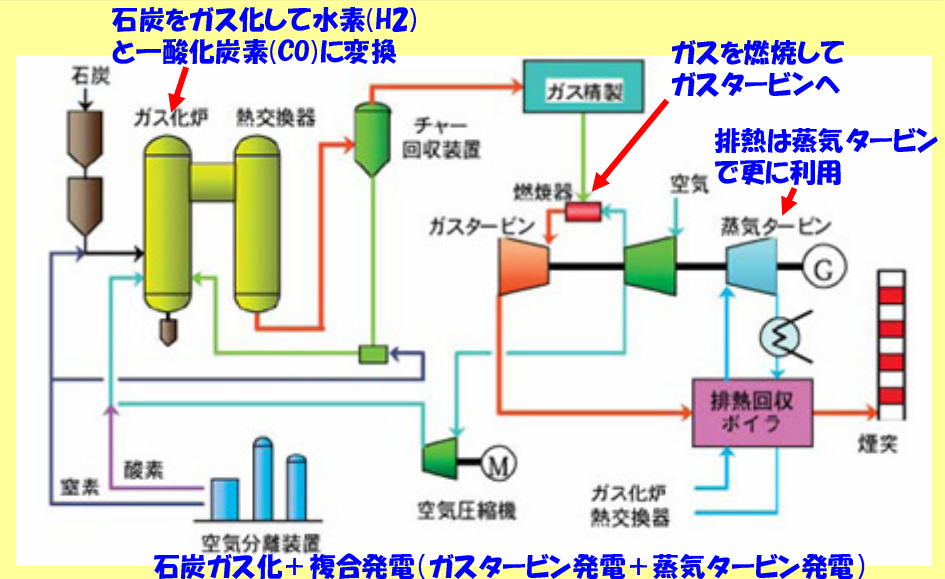 石炭をガス化して水素(H2)
と一酸化炭素(CO)に変換
ガスを燃焼して
ガスタービンへ
石炭
ガス化炉
熱交換器
チャー
回収装置
ガス精製
排熱は蒸気タービン
で更に利用
燃焼器
空気
ガスタービン
蒸気タービン
G
排熱回収
ボイラ
煙突
酸素
窒素
M
空気圧縮機
ガス化炉
熱交換器
空気分離装置
石炭ガス化＋複合発電(ガスタービン発電＋蒸気タービン発電)